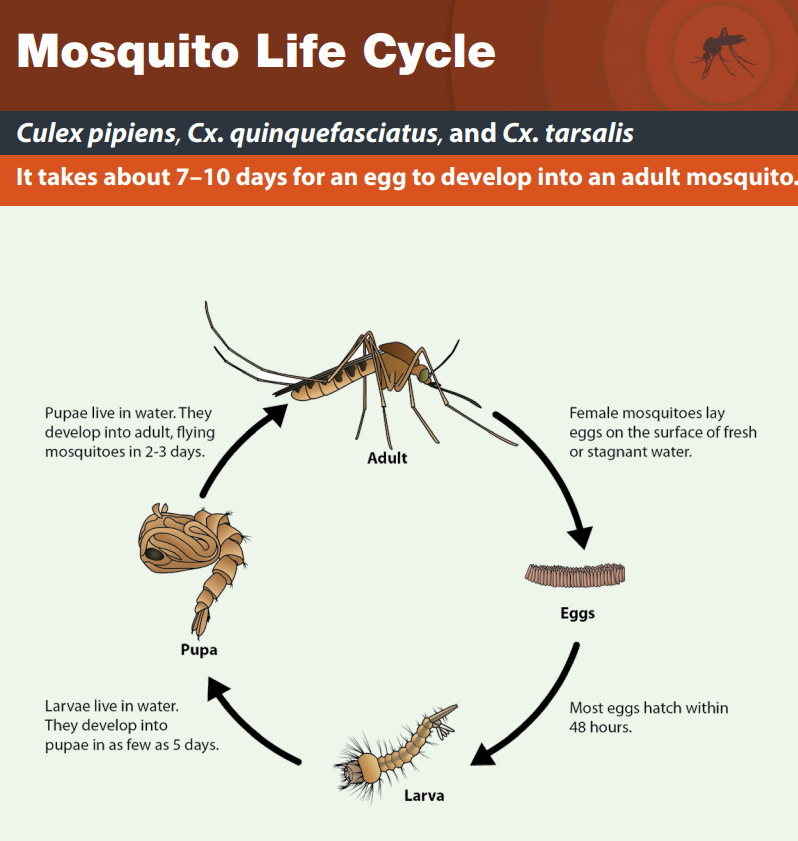 Mosquito Life Cycle
Culex pipiens, Cx. quinquefasciatus, and Cx. tarsalis
It takes about 7–10 days for an egg to develop into an adult mosquito.
Pupae live in water. They
develop into adult, flying
mosquitoes in 2-3 days.
Adult
Female mosquitoes lay
eggs on the surface of fresh
or stagnant water.
Eggs
Pupa
Larvae live in water.
They develop into
pupae in as few as 5 days.
Most eggs hatch within
48 hours.
Larva